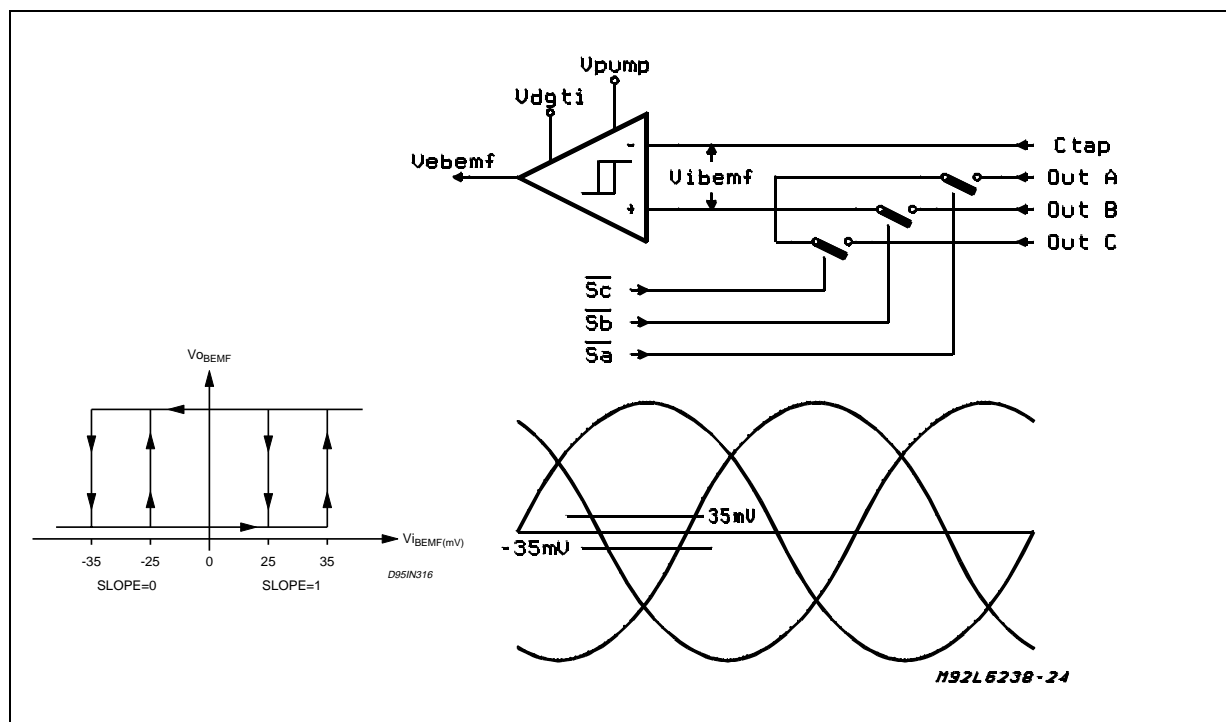 Vpump
Vdgti
Vebemf
-
Vibemf
+
Ctap
Out A
Out B
Out C
Sc
Sb
Sa
VoBEMF
ViBEMF(mV)
-35 -25 0 25 35
SLOPE=0 SLOPE=1
D95IN316
35mV
-35mV
M92L6238-24